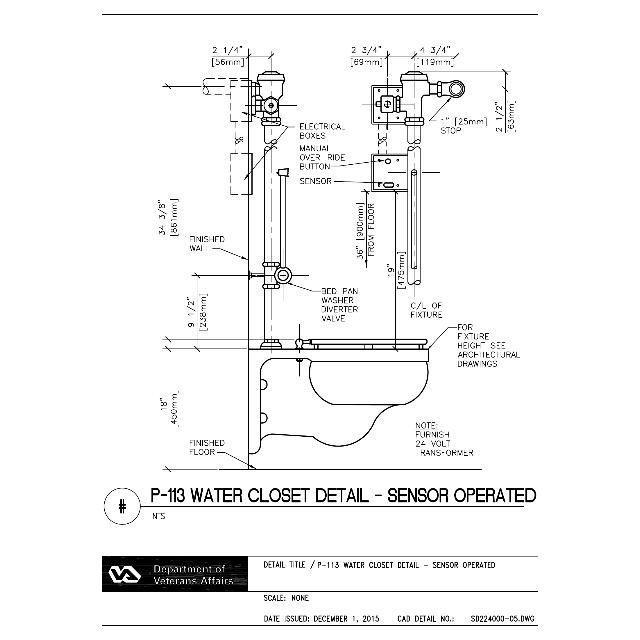 2 1/4"
[56mm]
2 3/4"
[69mm]
4 3/4"
[119mm]
2 1/2"
[63mm]
1" [25mm]
STOP
ELECTRICAL
BOXES
MANUAL
OVER RIDE
BUTTON
SENSOR
34 3/8"
[861mm]
36" [900mm]
FROM FLOOR
19"
[475mm]
FINISHED
WALL
9 1/2"
[238mm]
BED PAN
WASHER
DIVERTER
VALVE
C/L OF
FIXTURE
FOR
FIXTURE
HEIGHT SEE
ARCHITECTURAL
DRAWINGS
18"
[450mm]
FINISHED
FLOOR
NOTE:
FURNISH
24 VOLT
TRANSFORMER
# P-113 WATER CLOSET DETAIL - SENSOR OPERATED
NTS
Department of
Veterans Affairs
DETAIL TITLE / P-113 WATER CLOSET DETAIL - SENSOR OPERATED
SCALE: NONE
DATE ISSUED: DECEMBER 1, 2015 CAD DETAIL NO.: SD224000-05.DWG